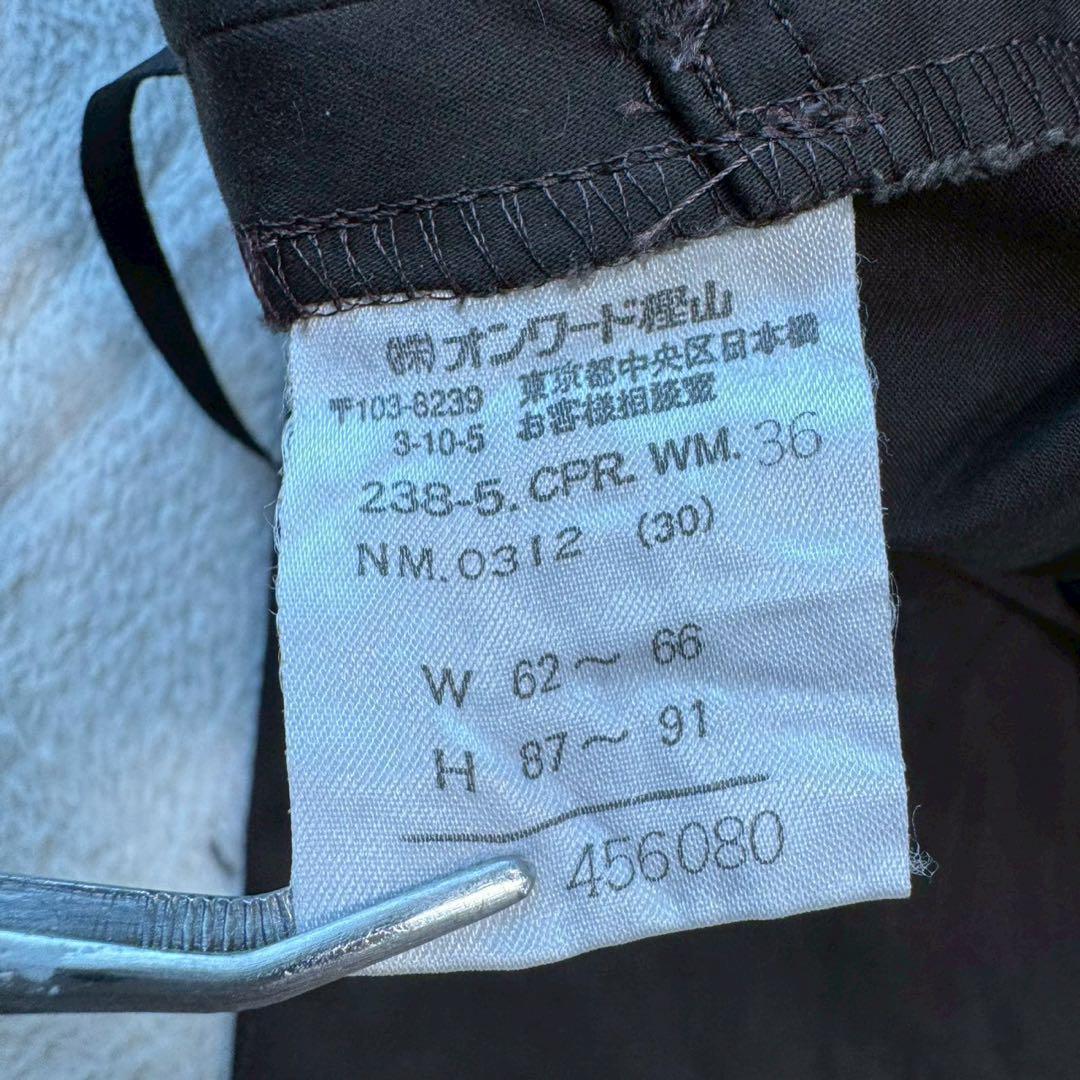 (株)オンワード樫山
〒103-8239 東京都中央区日本橋
3-10-5 お客様相談室
238-5. CPR. WM. 36
NM. 0312 (30)
W 62〜66
H 87〜91
456080